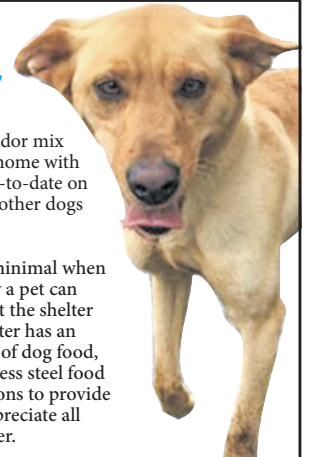 dor mix
home with
-to-date on
other dogs
minimal when
a pet can
t the shelter
ter has an
of dog food,
ess steel food
ons to provide
preciate all
er.